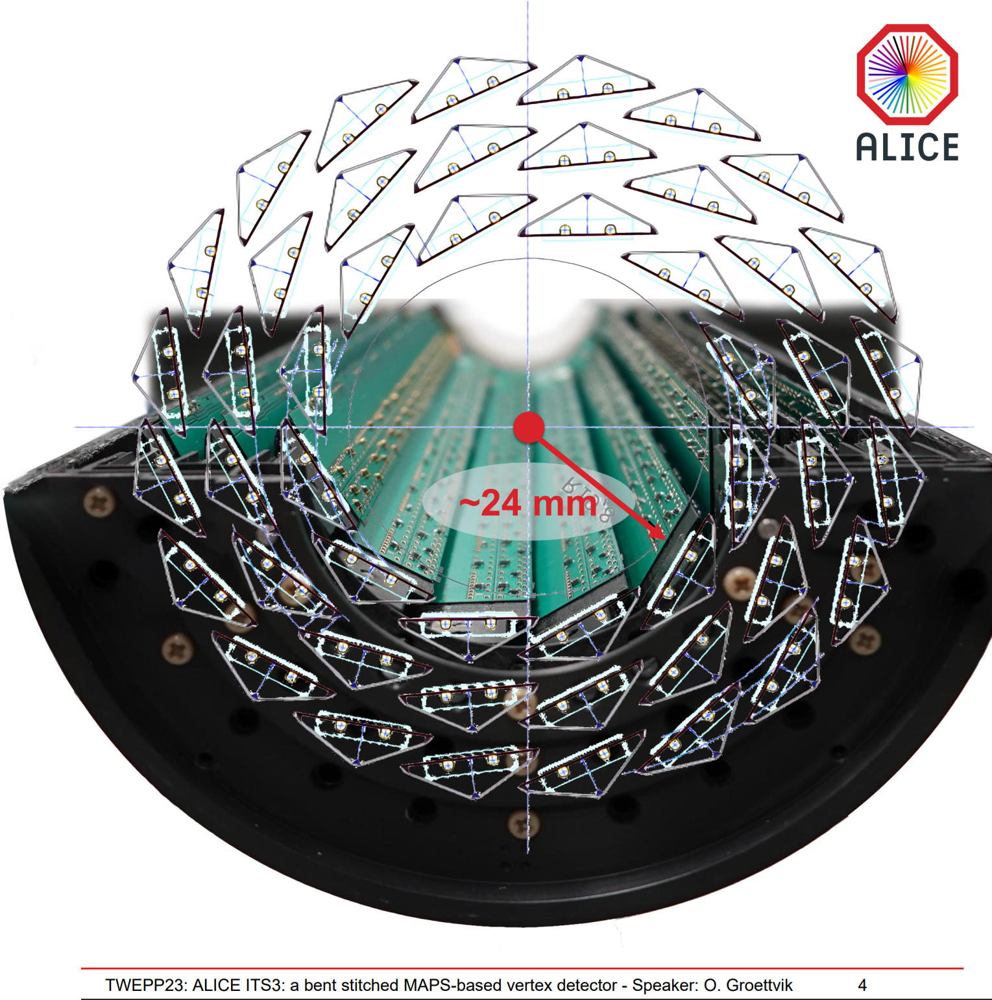 ALICE
~24 mm
TWEPP23: ALICE ITS3: a bent stitched MAPS-based vertex detector - Speaker: O. Groettvik 4